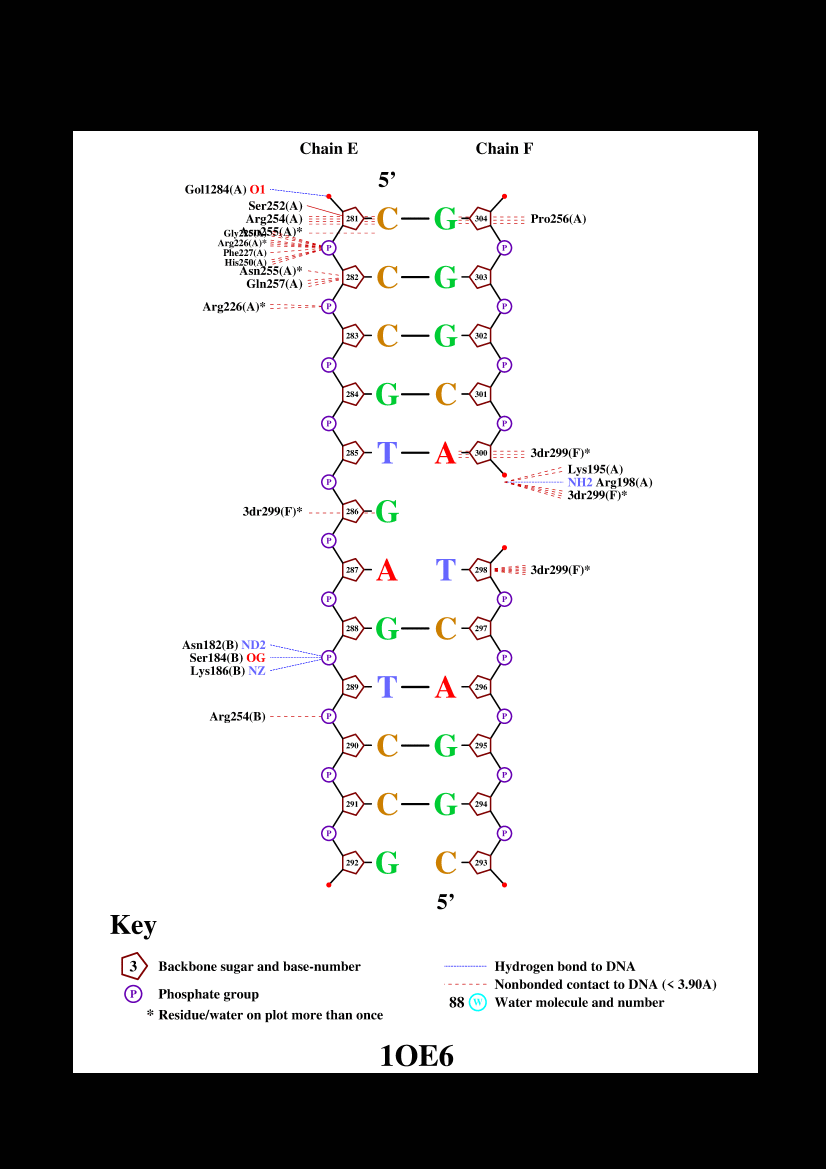 Chain E Chain F
5’
Gol1284(A) O1
Ser252(A)
Arg254(A) 281 C G 304 Pro256(A)
Asn255(A)*
Arg226(A)* P P
Phe227(A)
His250(A)
Asn255(A)* 282 C G 303
Gln257(A)
Arg226(A)* P P
283 C G 302
P P
284 G C 301
P P
285 T A 300 3dr299(F)*
Lys195(A)
P NH2 Arg198(A)
3dr299(F)*
3dr299(F)* 286 G
P
287 A T 298 3dr299(F)*
P P
288 G C 297
Asn182(B) ND2
Ser184(B) OG P P
Lys186(B) NZ
289 T A 296
Arg254(B) P P
290 C G 295
P P
291 C G 294
P P
292 G C 293
5’
Key
3 Backbone sugar and base-number
P Phosphate group
* Residue/water on plot more than once
Hydrogen bond to DNA
Nonbonded contact to DNA (< 3.90A)
88 W Water molecule and number
1OE6